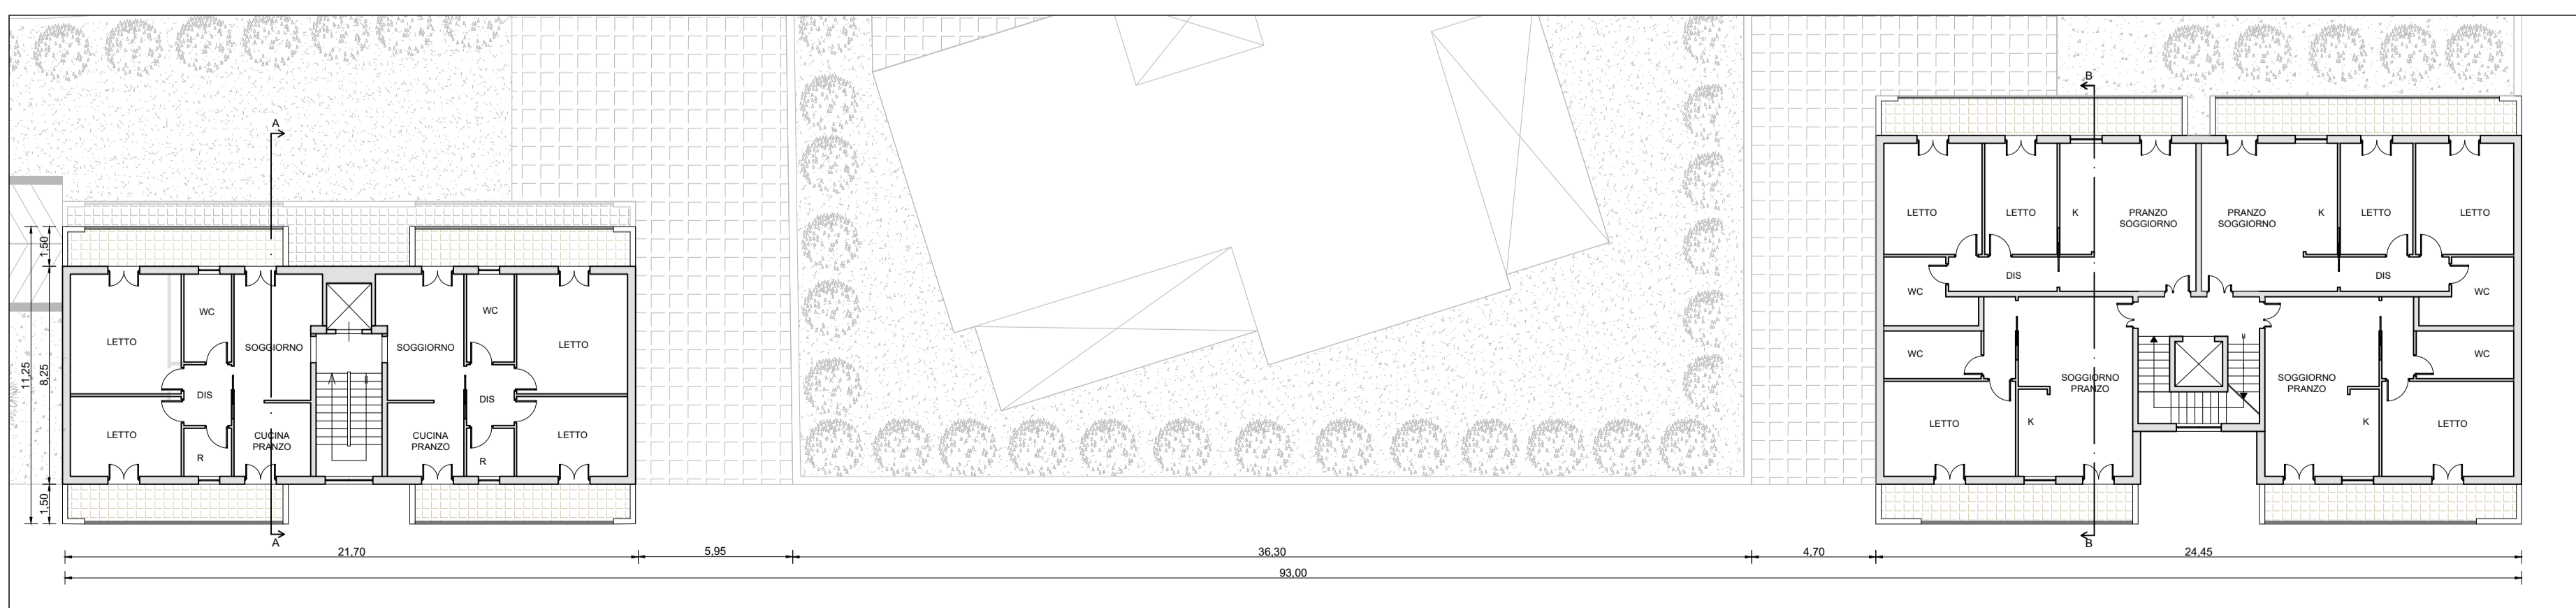 B
A
LETTO
LETTO
K
PRANZO
SOGGIORNO
PRANZO
SOGGIORNO
K
LETTO
LETTO
1,50
DIS
DIS
WC
WC
WC
WC
LETTO
SOGGIORNO
SOGGIORNO
LETTO
WC
WC
11,25
8,25
DIS
DIS
SOGGIORNO
PRANZO
SOGGIORNO
PRANZO
LETTO
CUCINA
PRANZO
CUCINA
PRANZO
LETTO
LETTO
K
K
LETTO
R
R
1,50
A
B
21,70
5,95
36,30
4,70
24,45
93,00